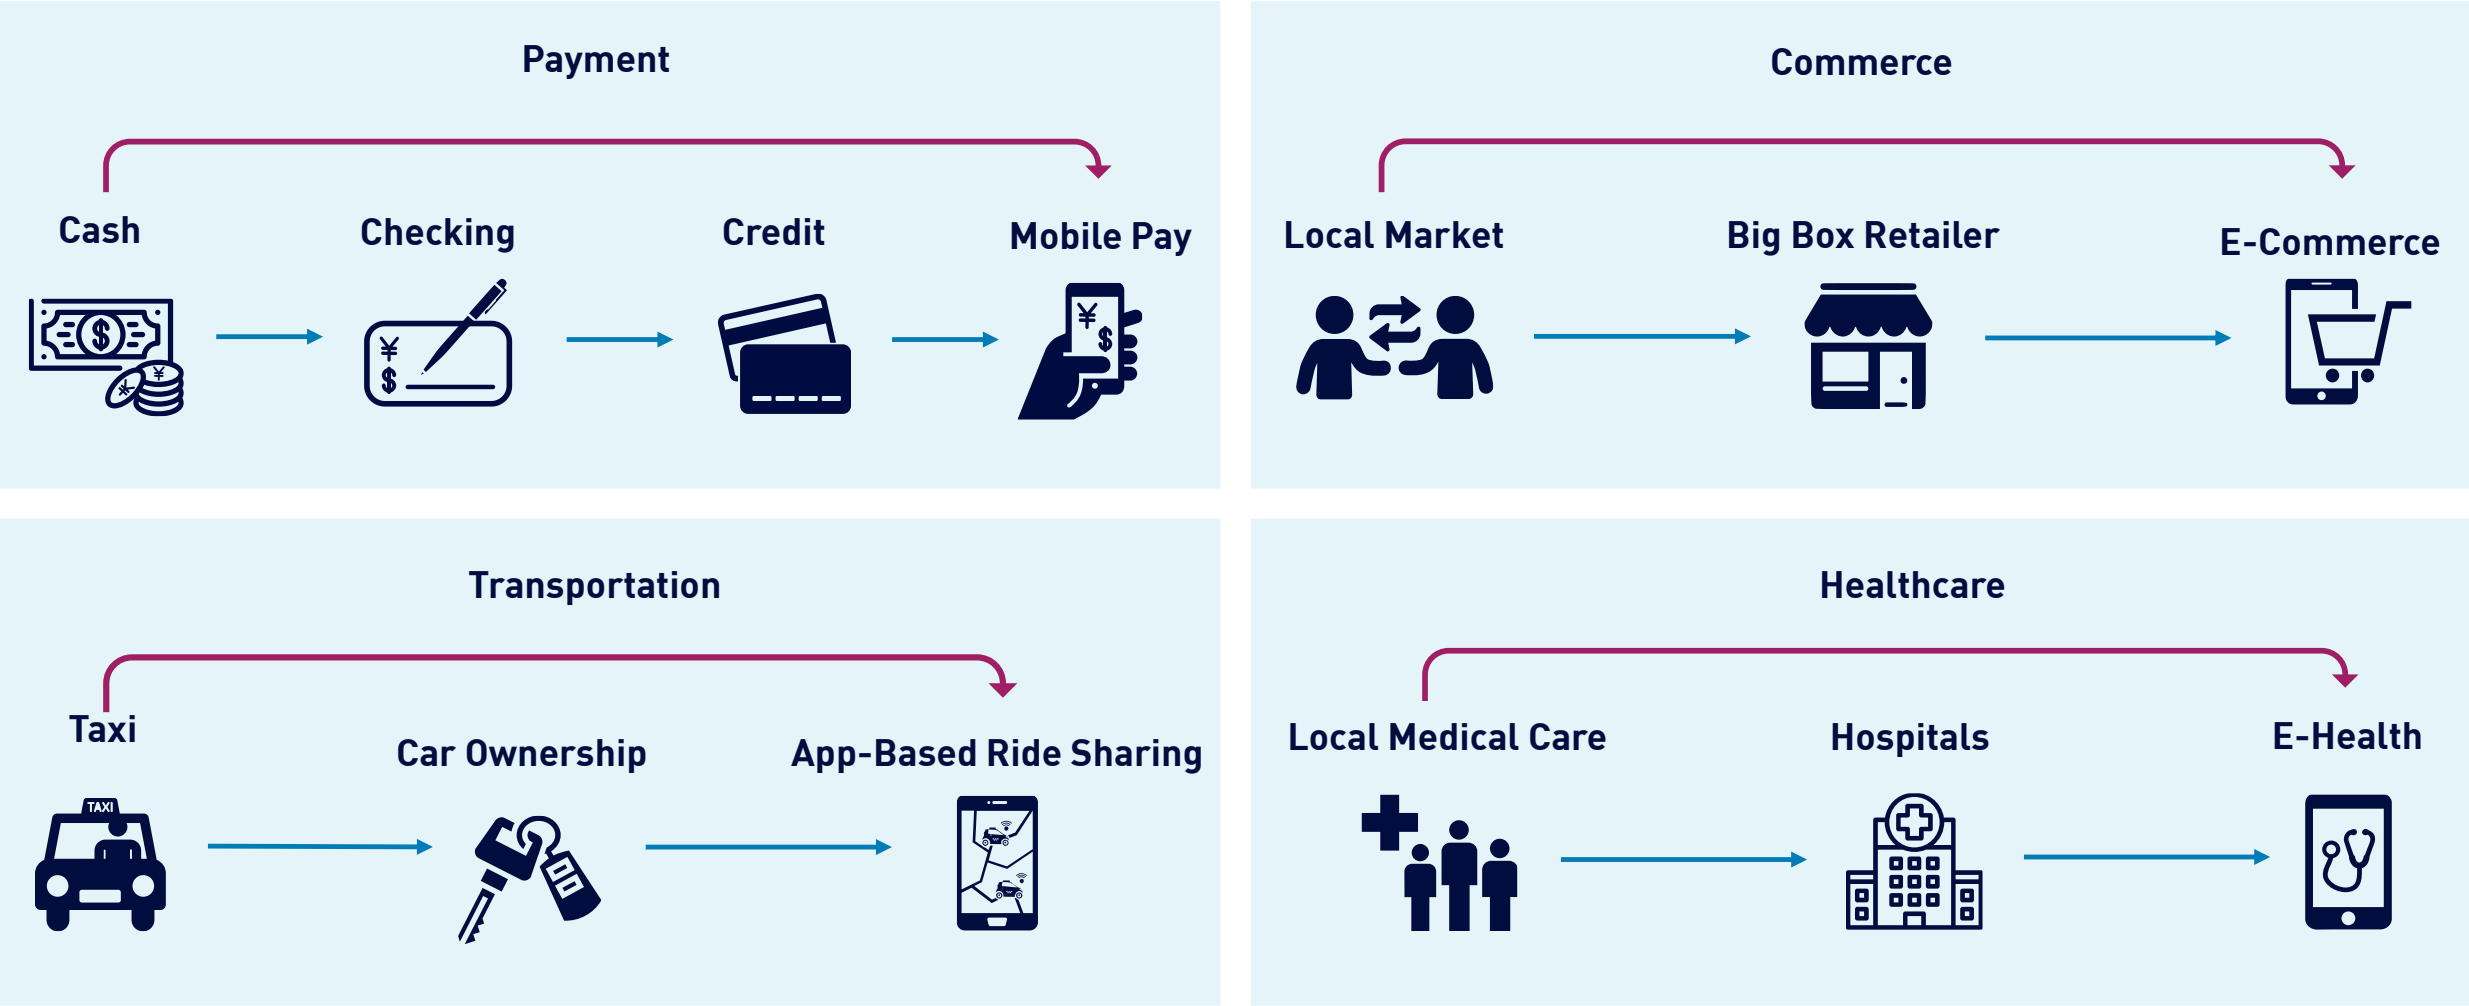 Payment
Cash
Checking
Credit
Mobile Pay
$
¥
¥
¥
$
¥
$
Commerce
Local Market
Big Box Retailer
E-Commerce
Transportation
Taxi
Car Ownership
App-Based Ride Sharing
TAXI
Healthcare
Local Medical Care
Hospitals
E-Health